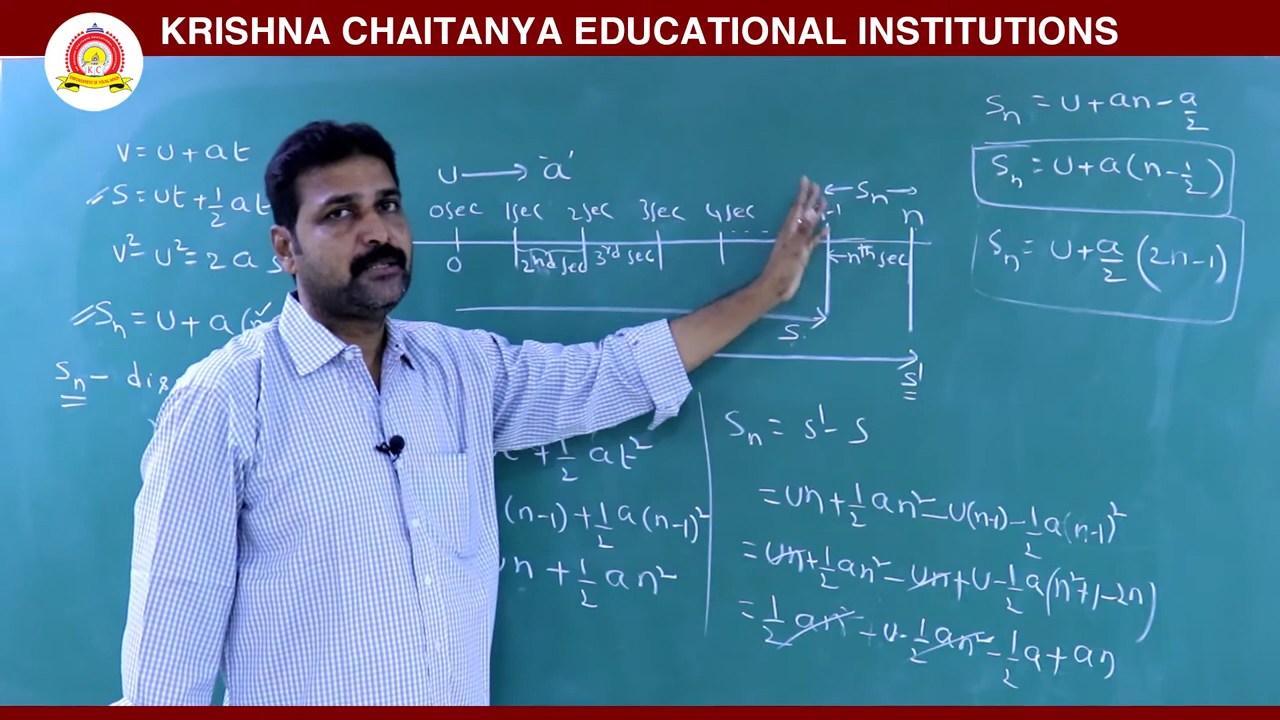 KRISHNA CHAITANYA EDUCATIONAL INSTITUTIONS
K.C
V = U + at
S = Ut + 1/2 at
V² - U² = 2 a s
Sn = U + a (n
Sn - dis
U → 'a'
0sec 1sec 2sec 3sec 4sec .... -1 ← Sn → n
0 2nd sec 3rd sec ← nth sec
S
S'
t + 1/2 at²
(n-1) + 1/2 a(n-1)²
Un + 1/2 an²
Sn = S' - S
= Un + 1/2 an² - U(n-1) - 1/2 a(n-1)²
= Un + 1/2 an² - Un + U - 1/2 a(n² + 1 - 2n)
= 1/2 an² + U - 1/2 an² - 1/2 a + an
Sn = U + an - a/2
Sn = U + a(n - 1/2)
Sn = U + a/2 (2n-1)